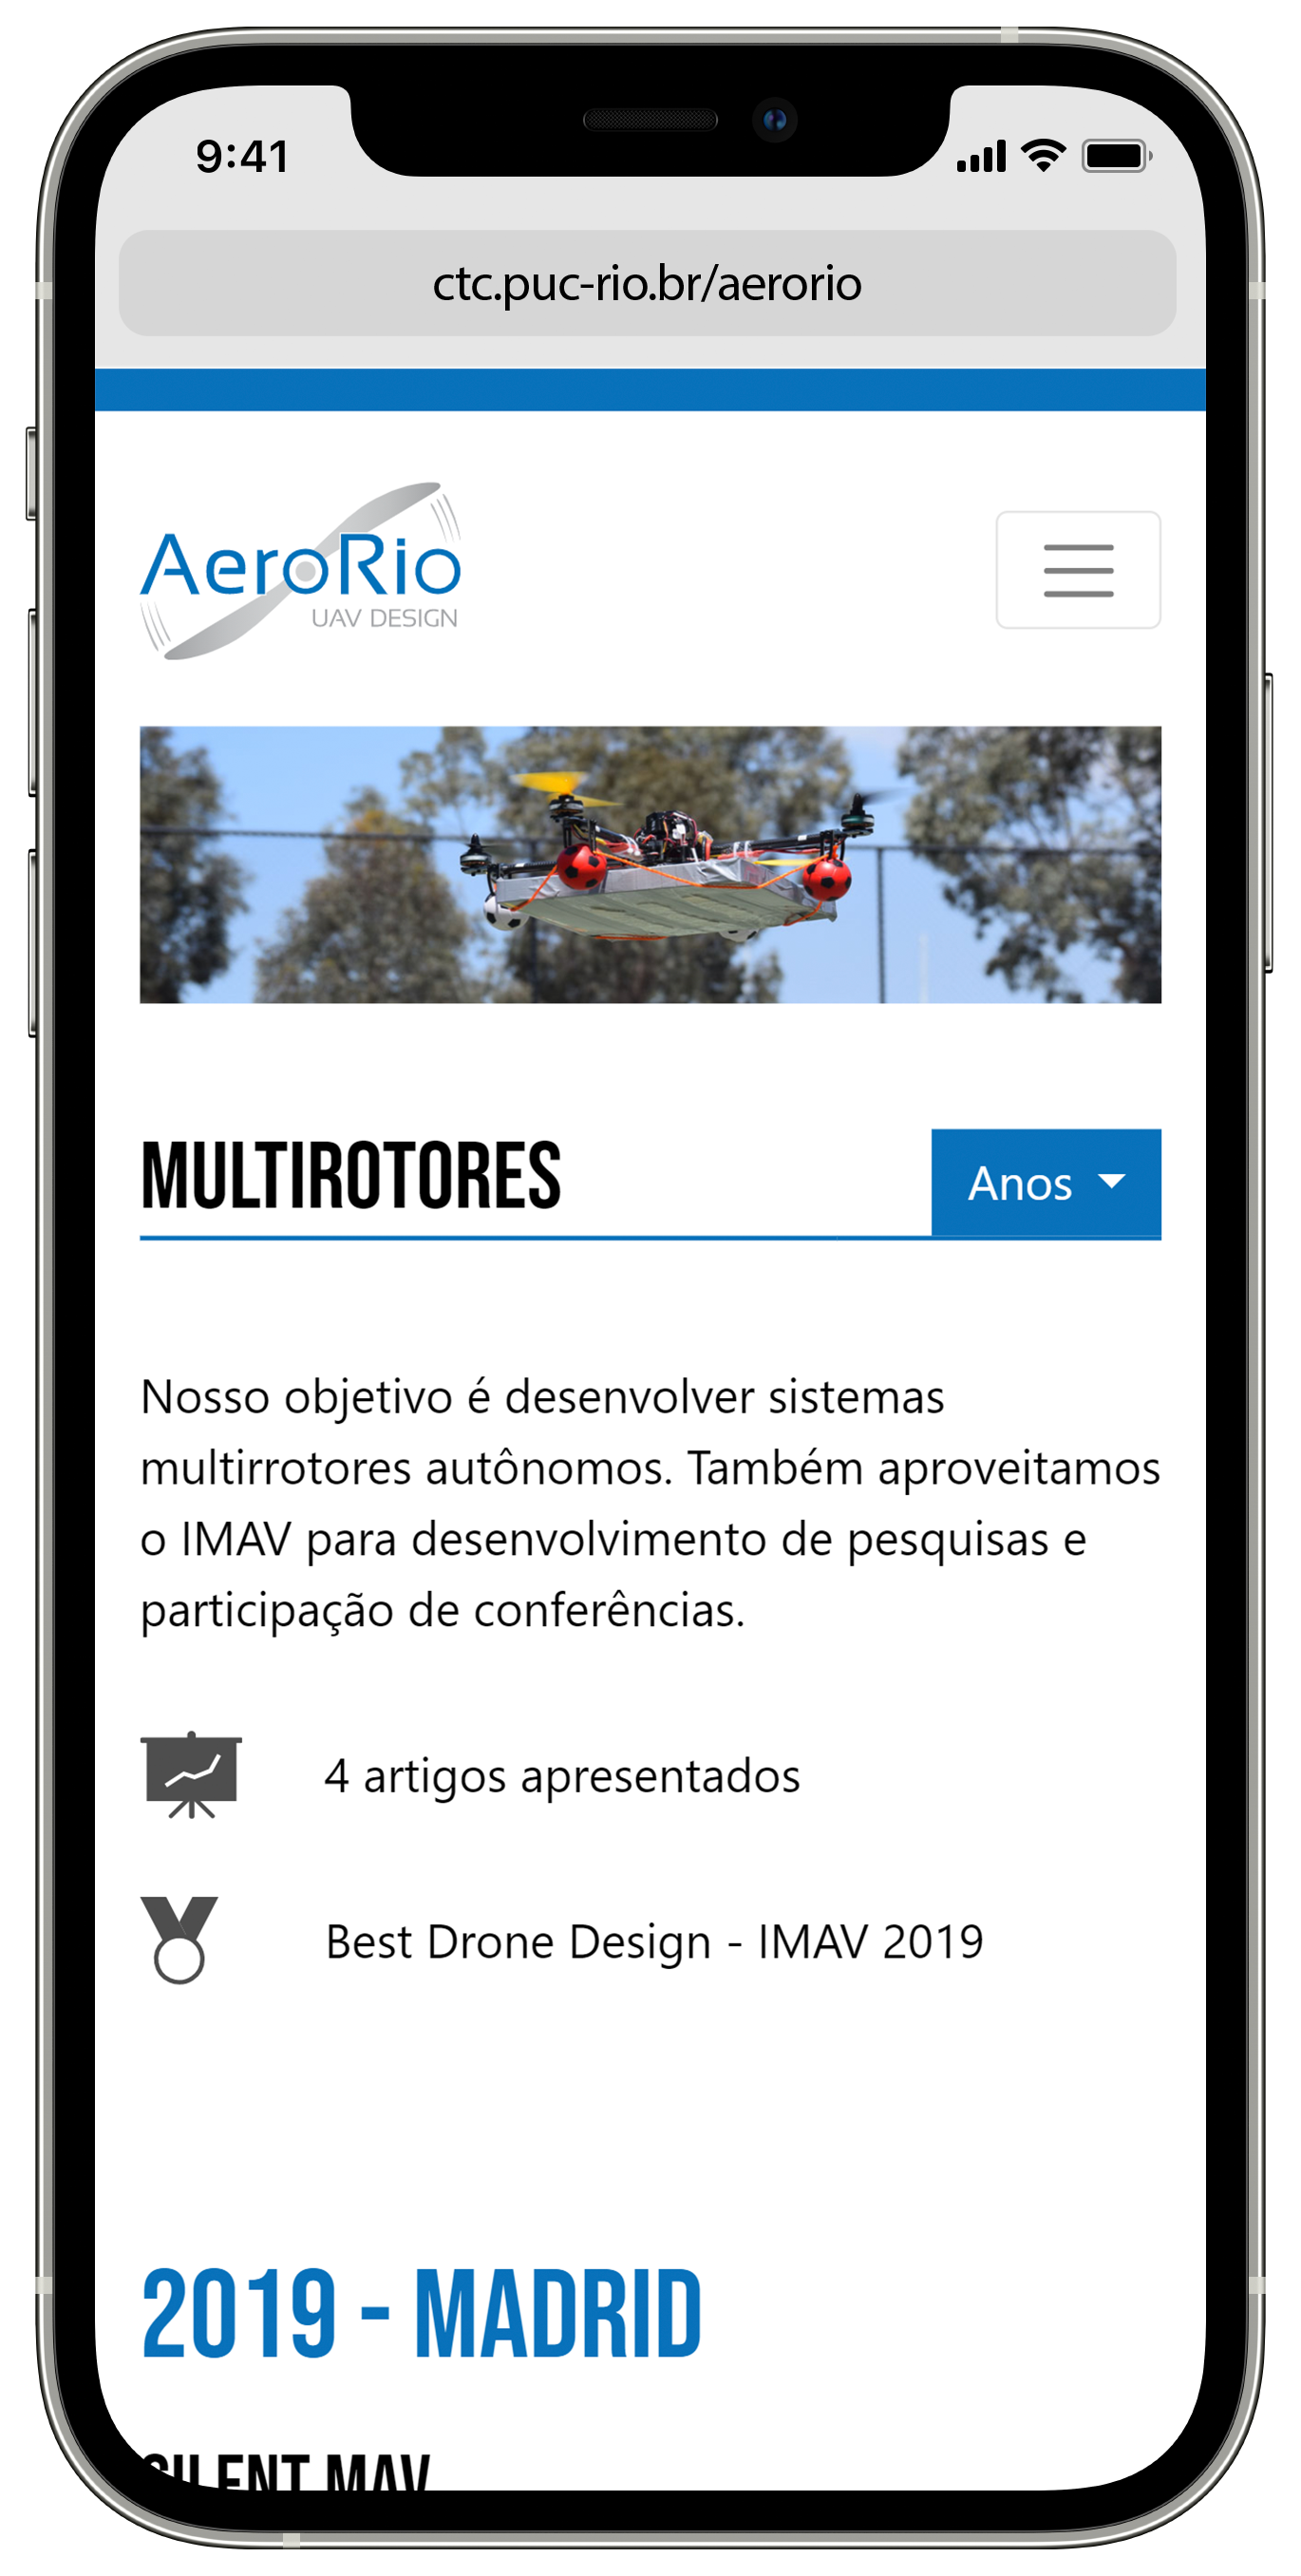 9:41
ctc.puc-rio.br/aerorio
AeroRio
UAV DESIGN
MULTIROTORES
Anos
Nosso objetivo é desenvolver sistemas
multirrotores autônomos. Também aproveitamos
o IMAV para desenvolvimento de pesquisas e
participação de conferências.
4 artigos apresentados
Best Drone Design - IMAV 2019
2019 - MADRID
SILENT MAV